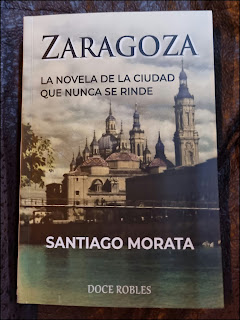 ZARAGOZA
LA NOVELA DE LA CIUDAD
QUE NUNCA SE RINDE
SANTIAGO MORATA
DOCE ROBLES